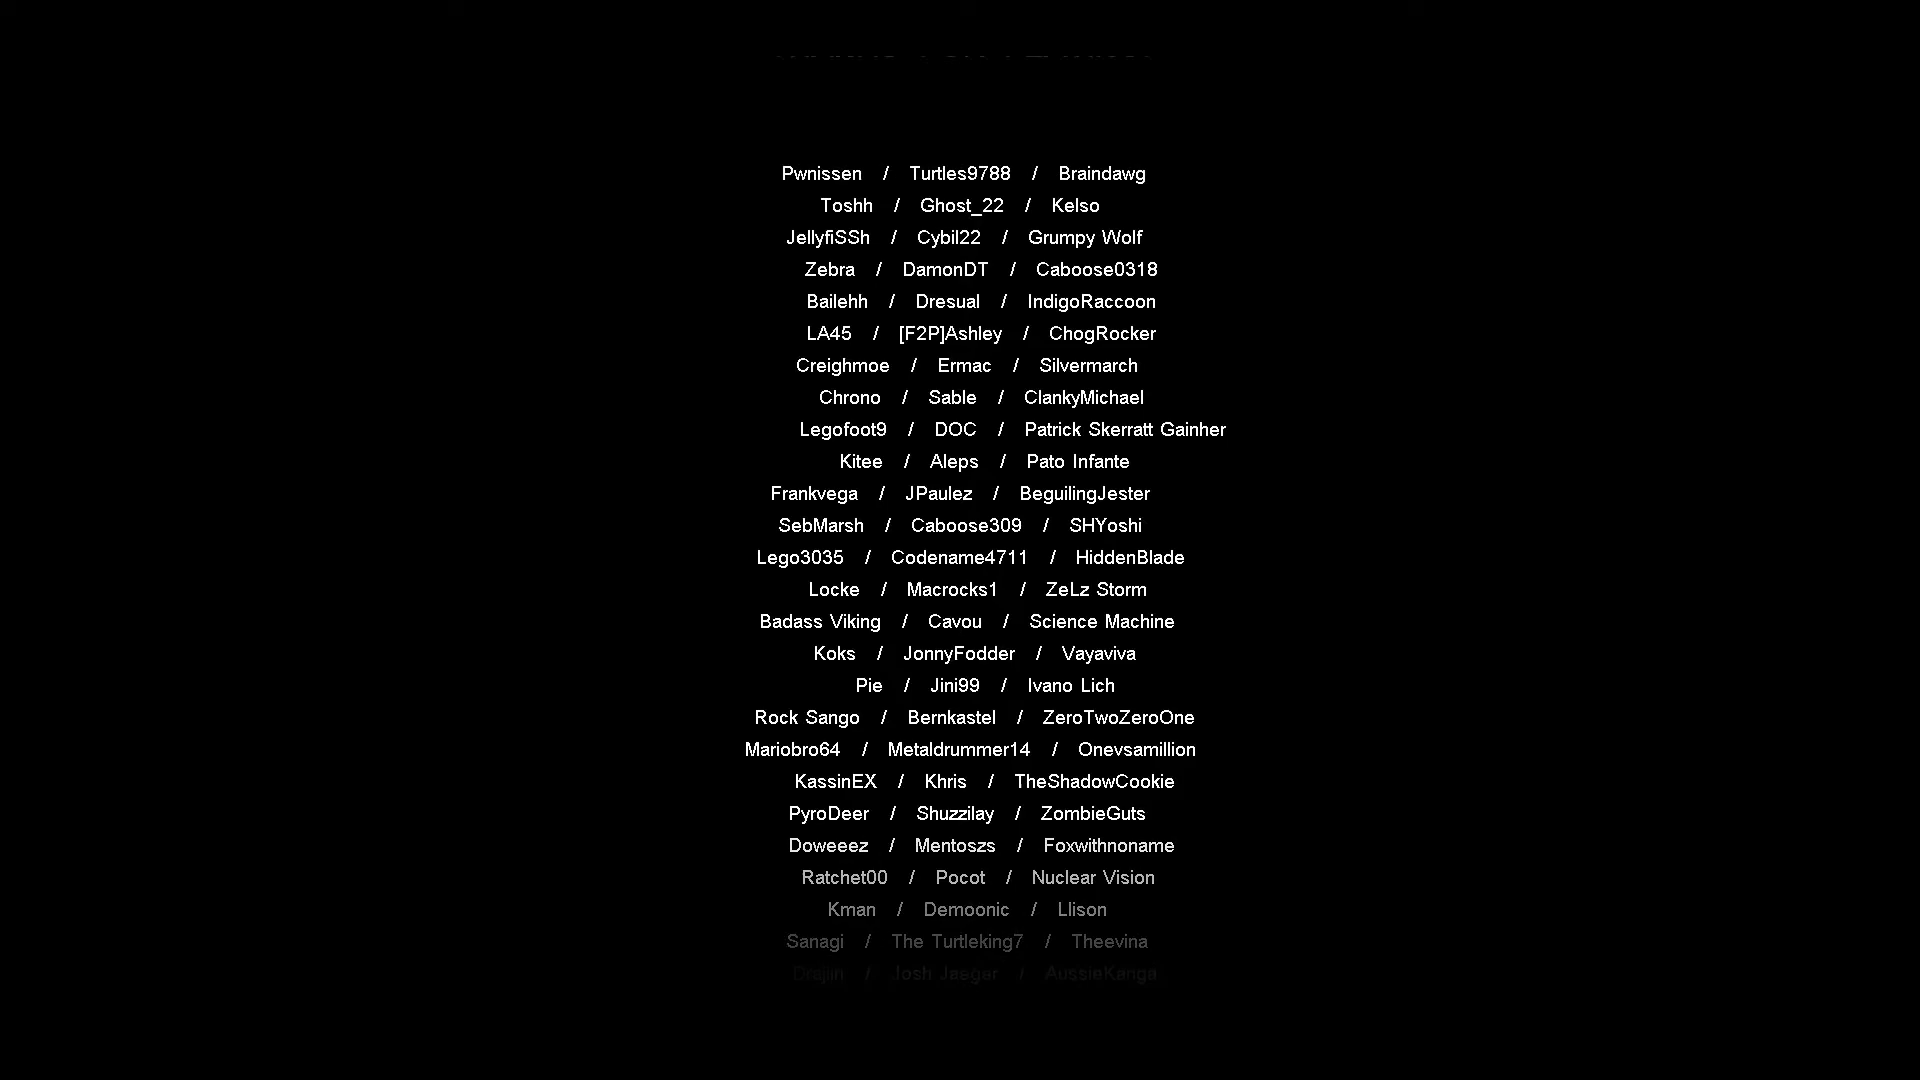 Pwnissen / Turtles9788 / Braindawg
Toshh / Ghost_22 / Kelso
JellyfiSSh / Cybil22 / Grumpy Wolf
Zebra / DamonDT / Caboose0318
Bailehh / Dresual / IndigoRaccoon
LA45 / [F2P]Ashley / ChogRocker
Creighmoe / Ermac / Silvermarch
Chrono / Sable / ClankyMichael
Legofoot9 / DOC / Patrick Skerratt Gainher
Kitee / Aleps / Pato Infante
Frankvega / JPaulez / BeguilingJester
SebMarsh / Caboose309 / SHYoshi
Lego3035 / Codename4711 / HiddenBlade
Locke / Macrocks1 / ZeLz Storm
Badass Viking / Cavou / Science Machine
Koks / JonnyFodder / Vayaviva
Pie / Jini99 / Ivano Lich
Rock Sango / Bernkastel / ZeroTwoZeroOne
Mariobro64 / Metaldrummer14 / Onevsamillion
KassinEX / Khris / TheShadowCookie
PyroDeer / Shuzzilay / ZombieGuts
Doweeez / Mentoszs / Foxwithnoname
Ratchet00 / Pocot / Nuclear Vision
Kman / Demoonic / Llison
Sanagi / The Turtleking7 / Theevina
/ Josh Jaeger / AussieKanga